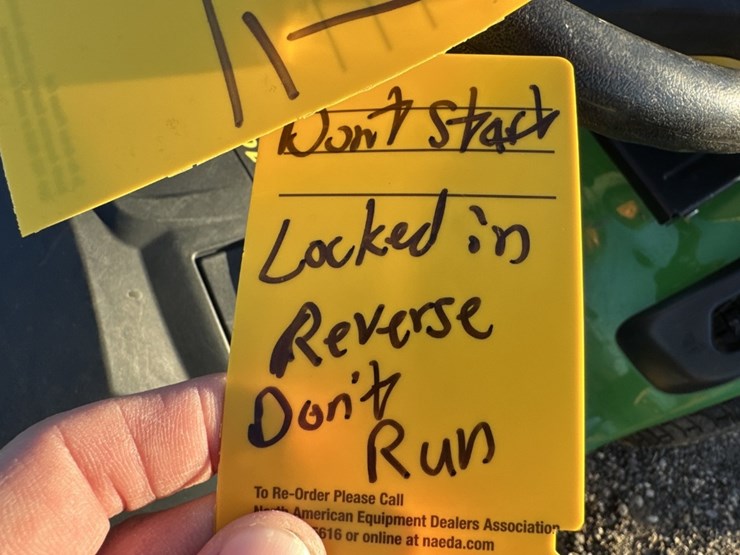 Don't Start
Locked in
Reverse
Don't
Run
To Re-Order Please Call
North American Equipment Dealers Association
616 or online at naeda.com